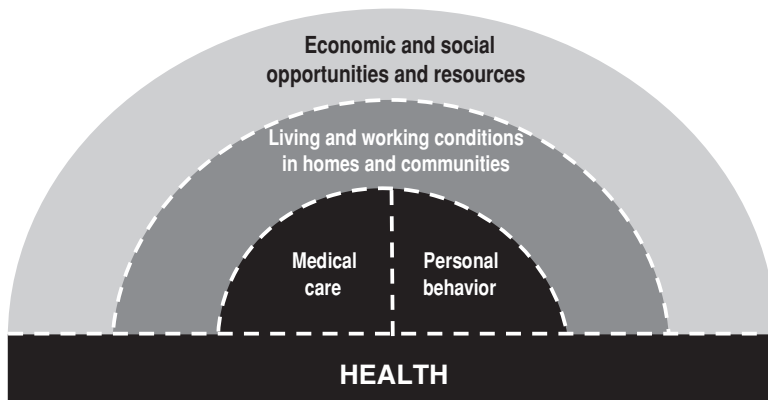 Economic and social
opportunities and resources
Living and working conditions
in homes and communities
Medical
care
Personal
behavior
HEALTH